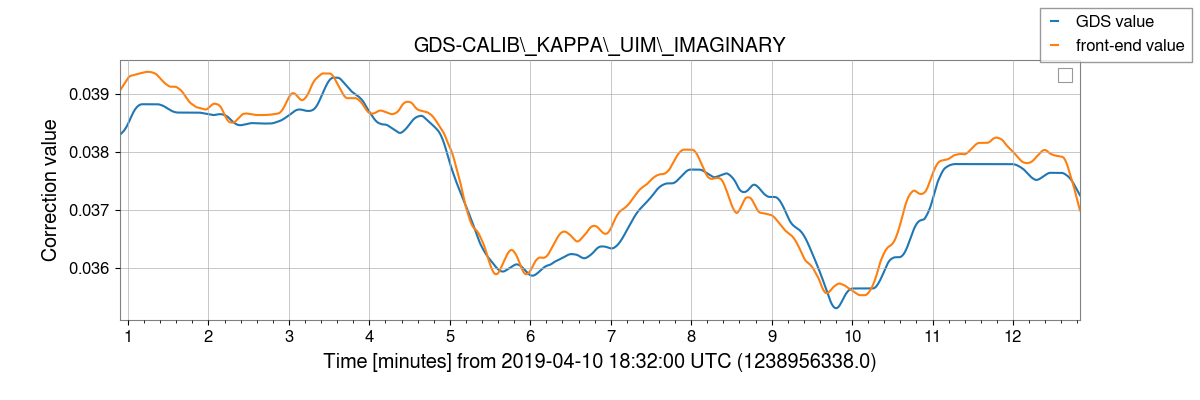 GDS value
front-end value
GDS-CALIB\_KAPPA\_UIM\_IMAGINARY
Correction value
0.039
0.038
0.037
0.036
1 2 3 4 5 6 7 8 9 10 11 12
Time [minutes] from 2019-04-10 18:32:00 UTC (1238956338.0)